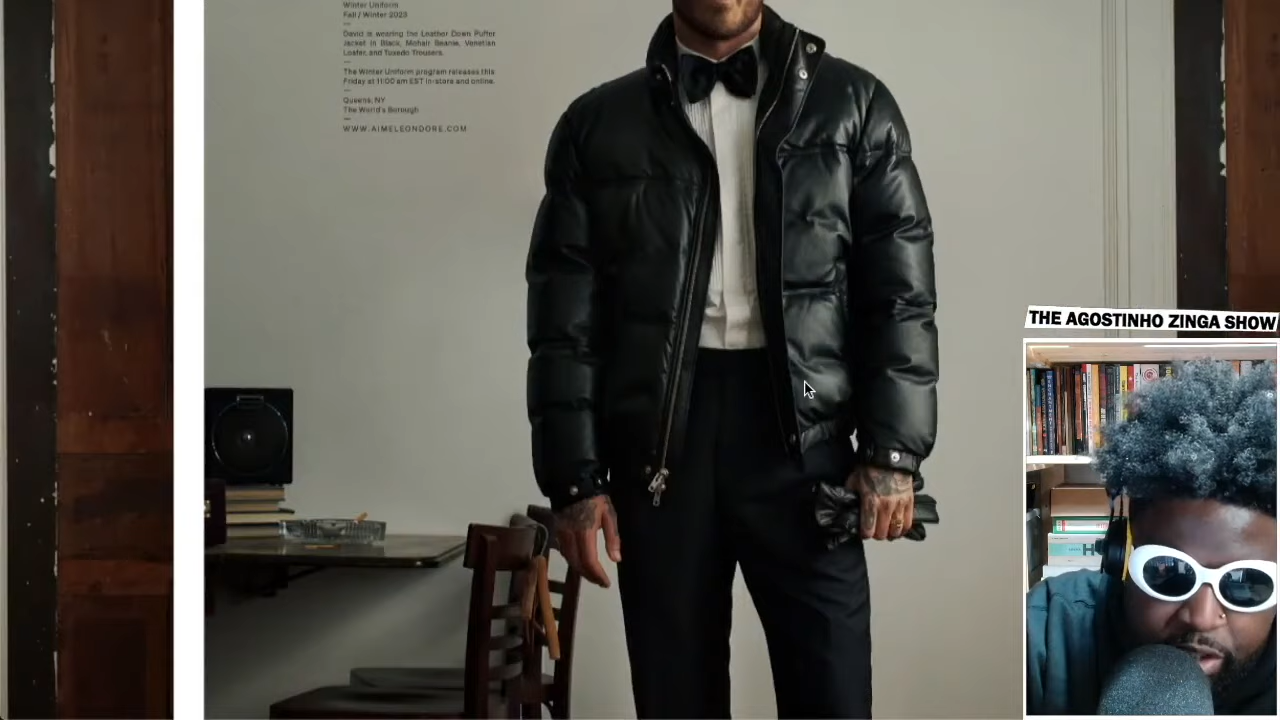 Winter Uniform
Fall / Winter 2023
David is wearing the Leather Down Puffer
Jacket in Black, Mohair Beanie, Venetian
Loafer, and Tuxedo Trousers.
The Winter Uniform program releases this
Friday at 11:00 am EST in-store and online.
Queens, NY
The World's Borough
WWW.AIMELEONDORE.COM
THE AGOSTINHO ZINGA SHOW